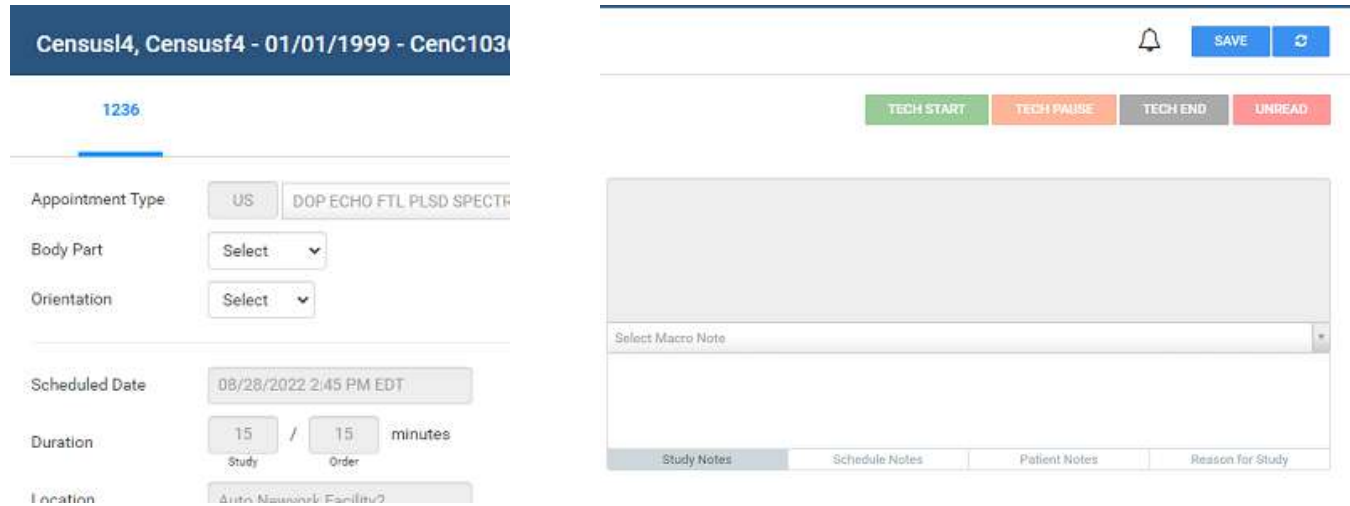 Censusl4, Censusf4 - 01/01/1999 - CenC103
1236
Appointment Type US DOP ECHO FTL PLSD SPECTR
Body Part Select
Orientation Select
Scheduled Date 08/28/2022 2:45 PM EDT
Duration 15 / 15 minutes
Study Order
Location Auto Newyork Facility2
SAVE
TECH START TECH PAUSE TECH END UNREAD
Select Macro Note
Study Notes Schedule Notes Patient Notes Reason for Study